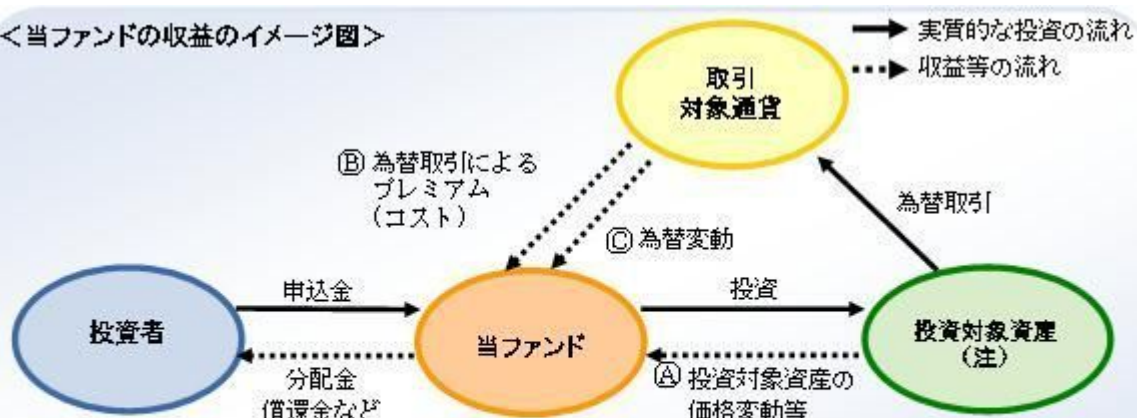 ＜当ファンドの収益のイメージ図＞
実質的な投資の流れ
収益等の流れ
取引
対象通貨
Ⓑ 為替取引による
プレミアム
（コスト）
為替取引
Ⓒ 為替変動
申込金
投資
投資者
当ファンド
投資対象資産
（注）
分配金
償還金など
Ⓐ 投資対象資産の
価格変動等